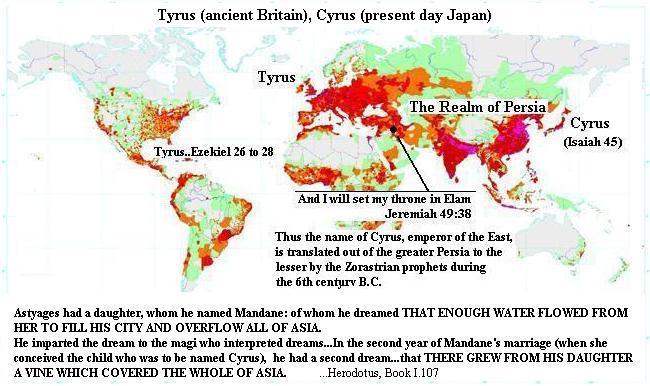 Tyrus (ancient Britain), Cyrus (present day Japan)
Tyrus
The Realm of Persia
Cyrus
(Isaiah 45)
Tyrus..Ezekiel 26 to 28
And I will set my throne in Elam
Jeremiah 49:38
Thus the name of Cyrus, emperor of the East,
is translated out of the greater Persia to the
lesser by the Zorastrian prophets during
the 6th century B.C.
Astyages had a daughter, whom he named Mandane: of whom he dreamed THAT ENOUGH WATER FLOWED FROM
HER TO FILL HIS CITY AND OVERFLOW ALL OF ASIA.
He imparted the dream to the magi who interpreted dreams...In the second year of Mandane's marriage (when she
conceived the child who was to be named Cyrus), he had a second dream...that THERE GREW FROM HIS DAUGHTER
A VINE WHICH COVERED THE WHOLE OF ASIA. ...Herodotus, Book I.107